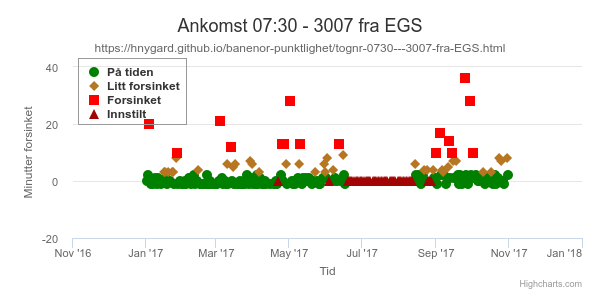 Ankomst 07:30 - 3007 fra EGS
https://hnygard.github.io/banenor-punktlighet/tognr-0730---3007-fra-EGS.html
På tiden
Litt forsinket
Forsinket
Innstilt
Minutter forsinket
40
20
0
-20
Nov '16
Jan '17
Mar '17
May '17
Jul '17
Sep '17
Nov '17
Jan '18
Tid
Highcharts.com